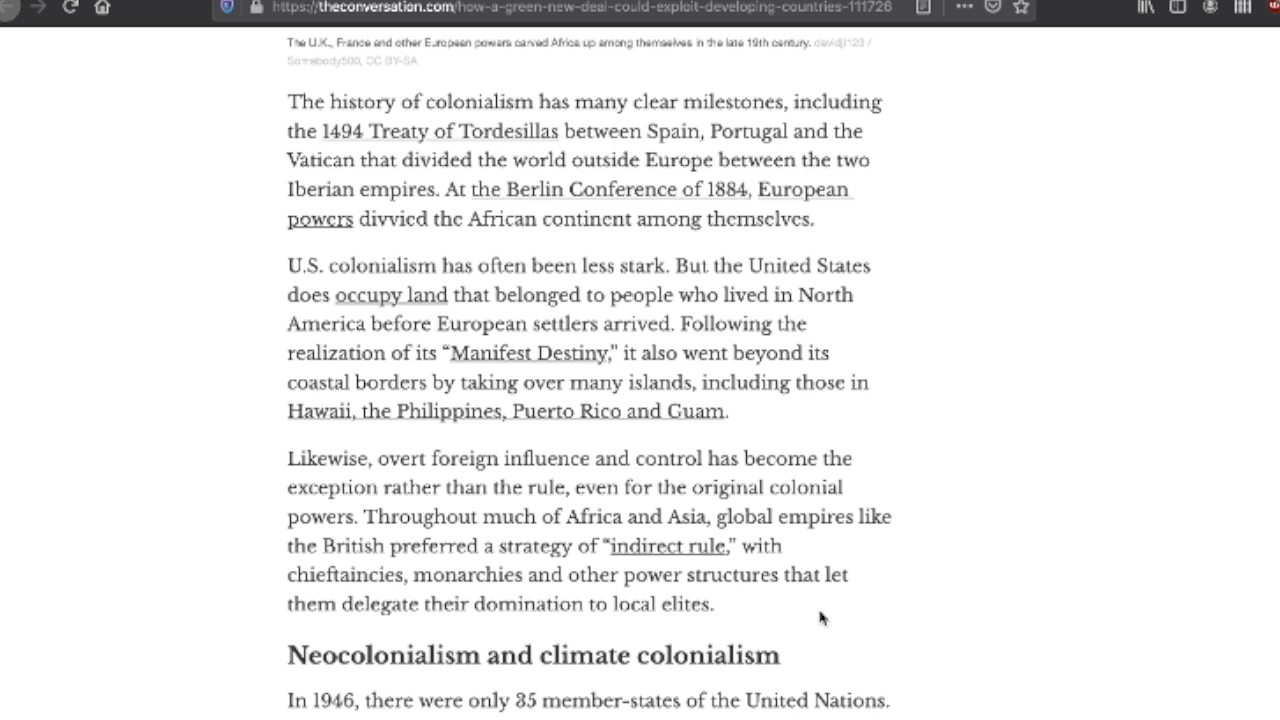 https://theconversation.com/how-a-green-new-deal-could-exploit-developing-countries-111726
The U.K., France and other European powers carved Africa up among themselves in the late 19th century. davidjl123 /
Somebody500, CC BY-SA
The history of colonialism has many clear milestones, including
the 1494 Treaty of Tordesillas between Spain, Portugal and the
Vatican that divided the world outside Europe between the two
Iberian empires. At the Berlin Conference of 1884, European
powers divvied the African continent among themselves.
U.S. colonialism has often been less stark. But the United States
does occupy land that belonged to people who lived in North
America before European settlers arrived. Following the
realization of its “Manifest Destiny,” it also went beyond its
coastal borders by taking over many islands, including those in
Hawaii, the Philippines, Puerto Rico and Guam.
Likewise, overt foreign influence and control has become the
exception rather than the rule, even for the original colonial
powers. Throughout much of Africa and Asia, global empires like
the British preferred a strategy of “indirect rule,” with
chieftaincies, monarchies and other power structures that let
them delegate their domination to local elites.
Neocolonialism and climate colonialism
In 1946, there were only 35 member-states of the United Nations.